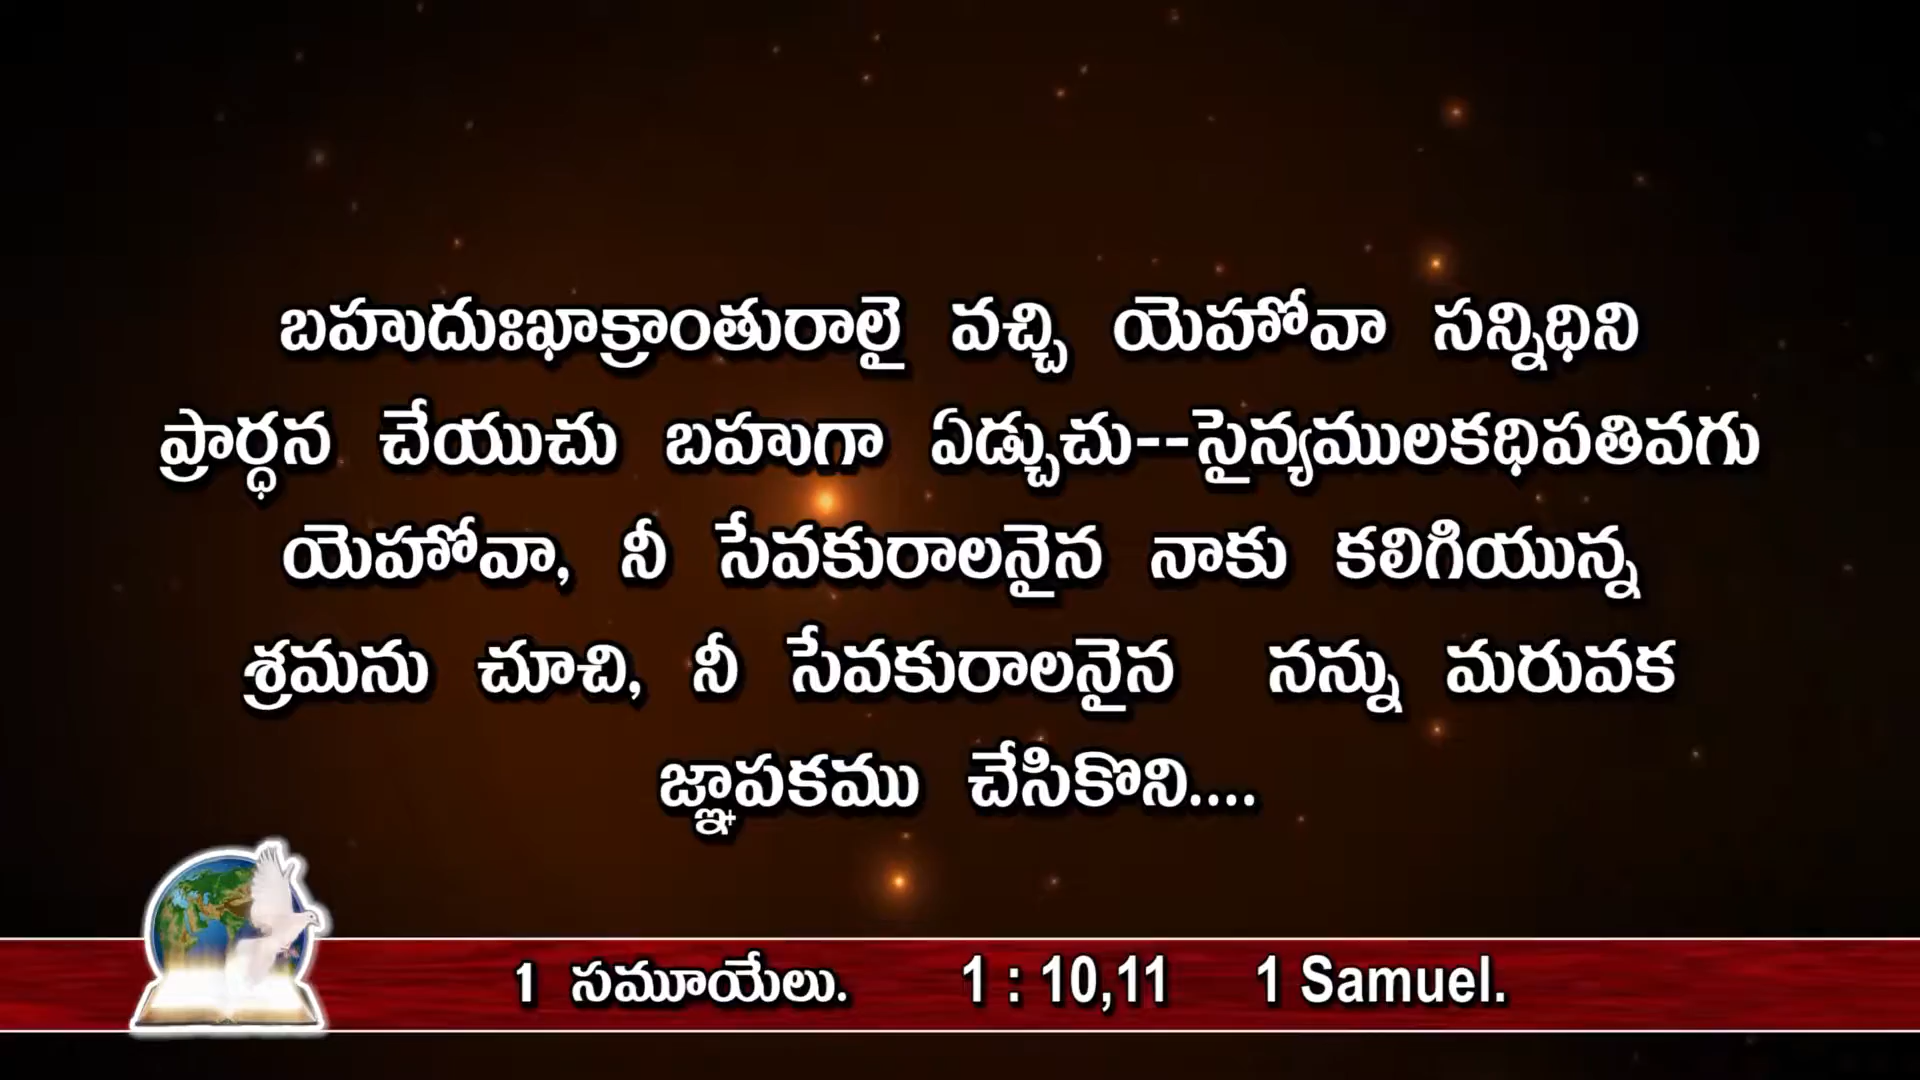 బహుదుఃఖాక్రాంతురాలై వచ్చి యెహోవా సన్నిధిని
ప్రార్ధన చేయుచు బహుగా ఏడ్చుచు--సైన్యములకధిపతివగు
యెహోవా, నీ సేవకురాలనైన నాకు కలిగియున్న
శ్రమను చూచి, నీ సేవకురాలనైన నన్ను మరువక
జ్ఞాపకము చేసికొని....
1 సమూయేలు. 1 : 10,11 1 Samuel.